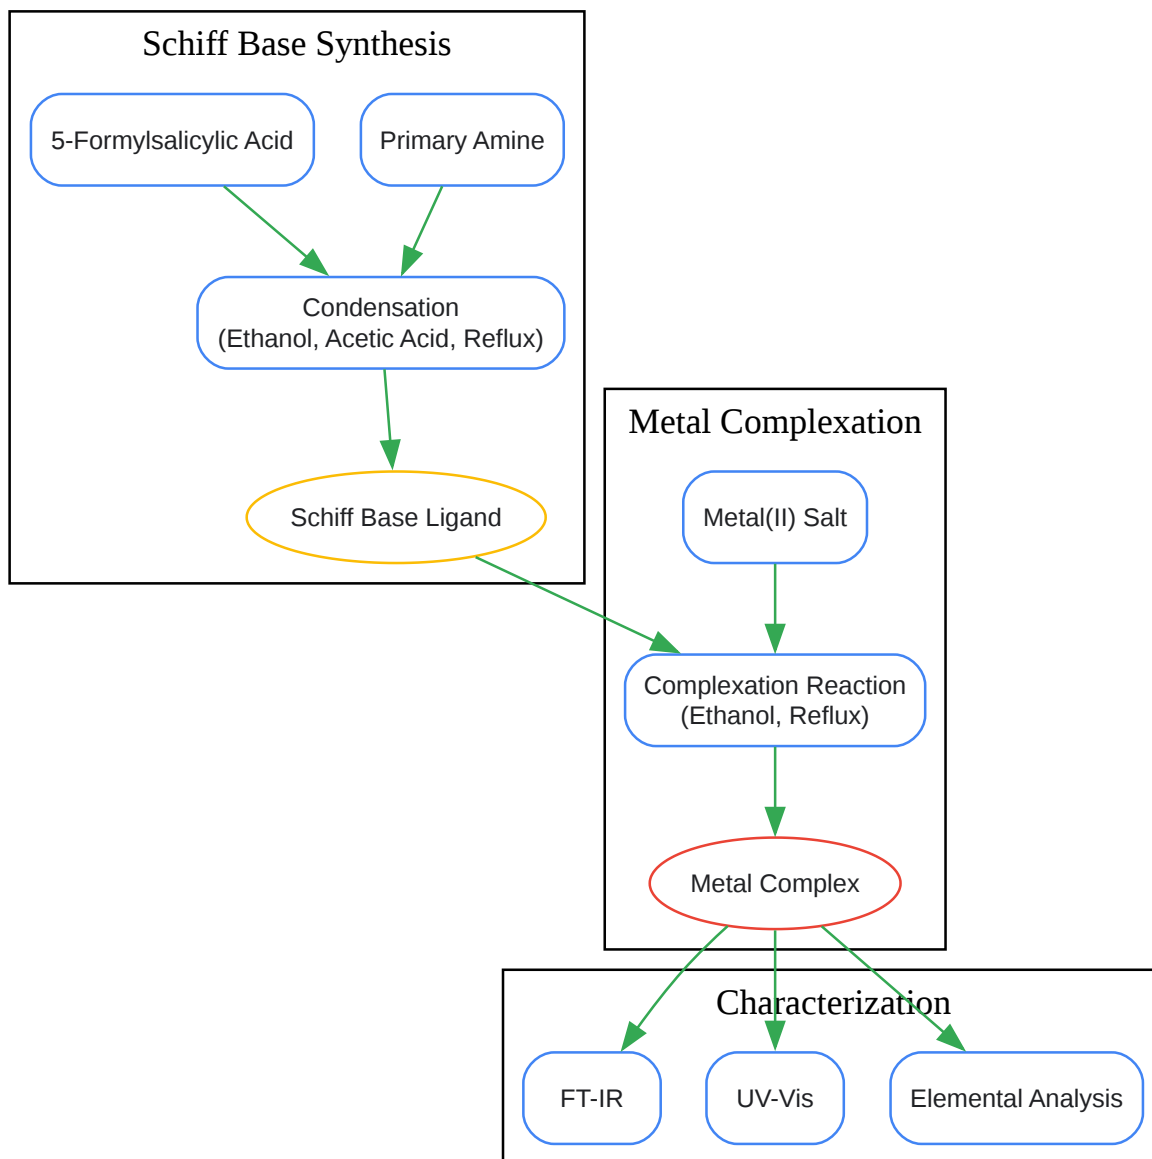 Schiff Base Synthesis
5-Formylsalicylic Acid
Primary Amine
Condensation
(Ethanol, Acetic Acid, Reflux)
Schiff Base Ligand
Metal Complexation
Metal(II) Salt
Complexation Reaction
(Ethanol, Reflux)
Metal Complex
Characterization
FT-IR
UV-Vis
Elemental Analysis